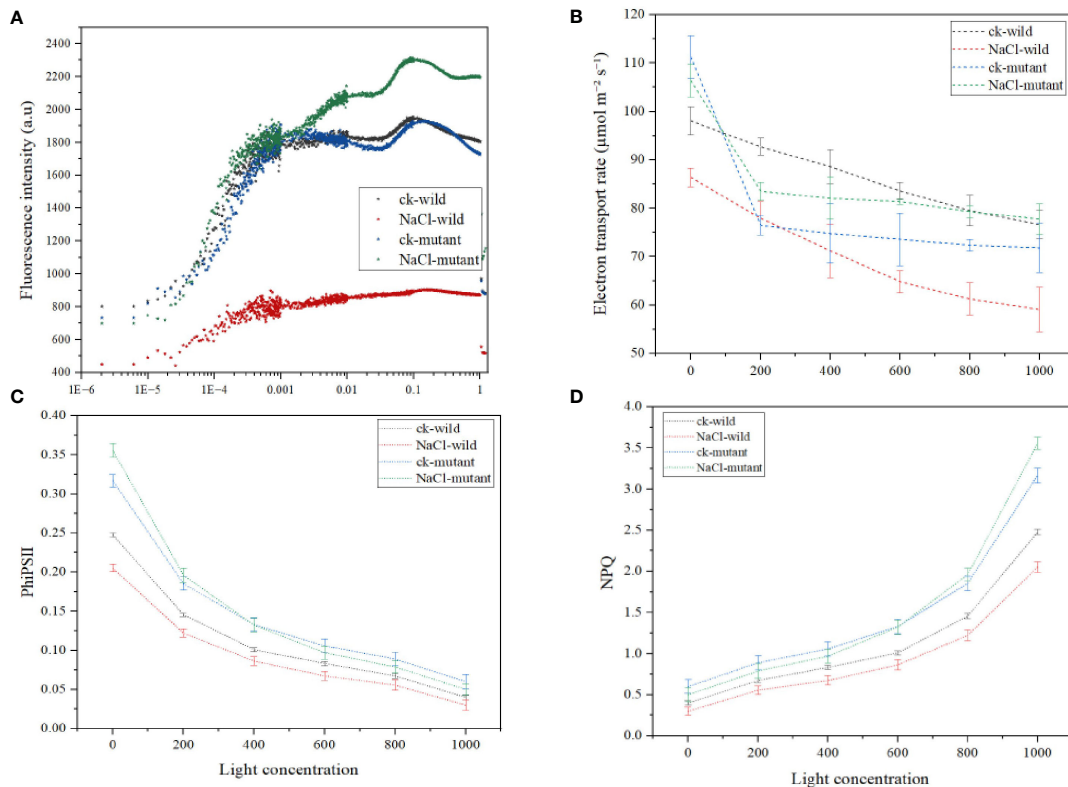 A
Fluorescence intensity (a.u)
2400
2200
2000
1800
1600
1400
1200
1000
800
600
400
1E−6
1E−5
1E−4
0.001
0.01
0.1
1
ck-wild
NaCl-wild
ck-mutant
NaCl-mutant
B
Electron transport rate (μmol m⁻² s⁻¹)
120
110
100
90
80
70
60
50
0
200
400
600
800
1000
ck-wild
NaCl-wild
ck-mutant
NaCl-mutant
C
PhiPSII
0.40
0.35
0.30
0.25
0.20
0.15
0.10
0.05
0.00
0
200
400
600
800
1000
Light concentration
ck-wild
NaCl-wild
ck-mutant
NaCl-mutant
D
NPQ
4.0
3.5
3.0
2.5
2.0
1.5
1.0
0.5
0.0
0
200
400
600
800
1000
Light concentration
ck-wild
NaCl-wild
ck-mutant
NaCl-mutant